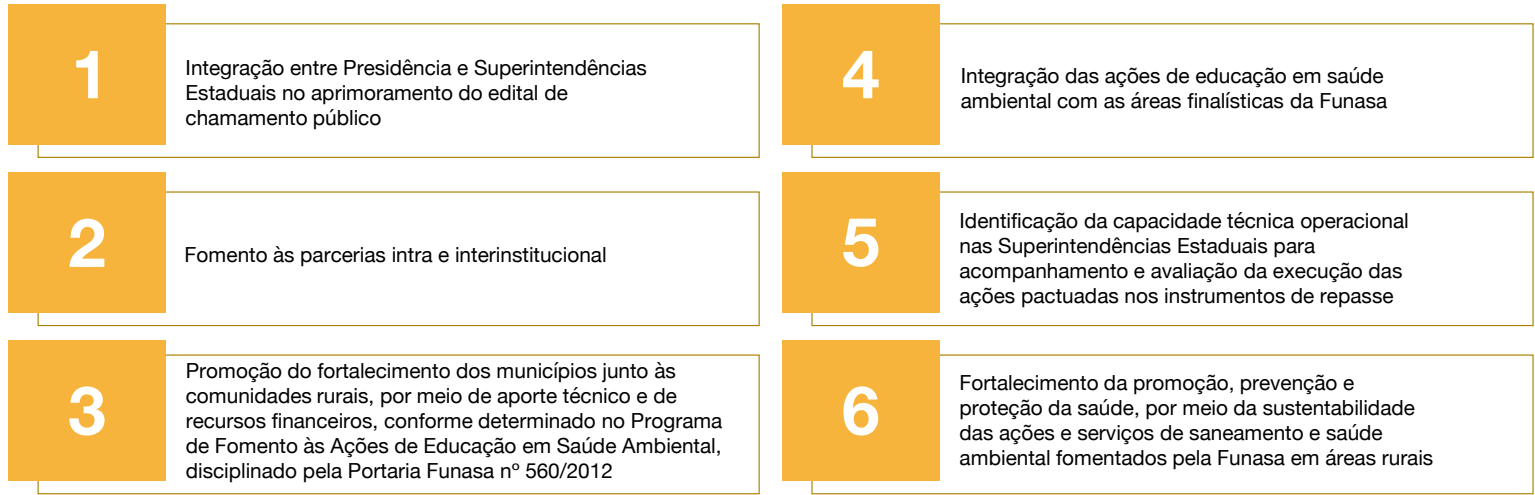 1
Integração entre Presidência e Superintendências
Estaduais no aprimoramento do edital de
chamamento público
2
Fomento às parcerias intra e interinstitucional
3
Promoção do fortalecimento dos municípios junto às
comunidades rurais, por meio de aporte técnico e de
recursos financeiros, conforme determinado no Programa
de Fomento às Ações de Educação em Saúde Ambiental,
disciplinado pela Portaria Funasa nº 560/2012
4
Integração das ações de educação em saúde
ambiental com as áreas finalísticas da Funasa
5
Identificação da capacidade técnica operacional
nas Superintendências Estaduais para
acompanhamento e avaliação da execução das
ações pactuadas nos instrumentos de repasse
6
Fortalecimento da promoção, prevenção e
proteção da saúde, por meio da sustentabilidade
das ações e serviços de saneamento e saúde
ambiental fomentados pela Funasa em áreas rurais